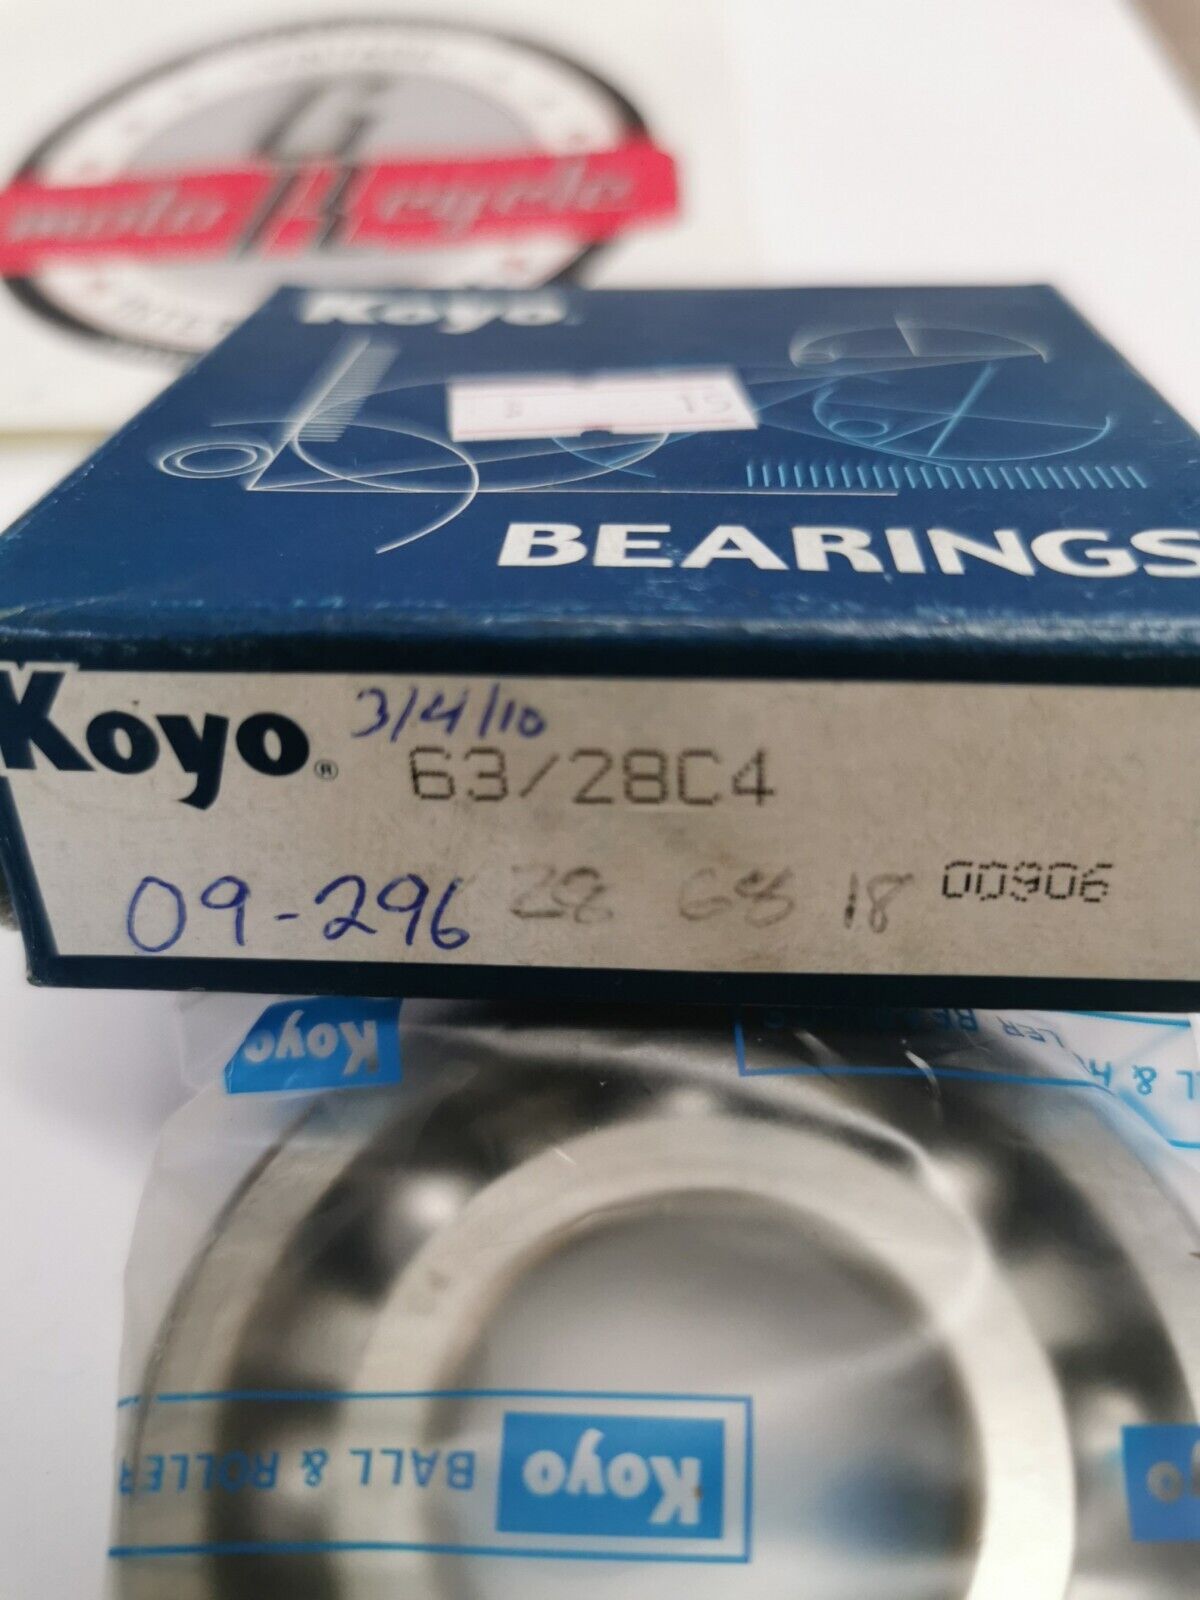 moto cycle
Koyo
15
BEARINGS
Koyo®
3/4/10
63/28C4
09-296 28 68 18 00906
Koyo
BALL & ROLLER
Koyo